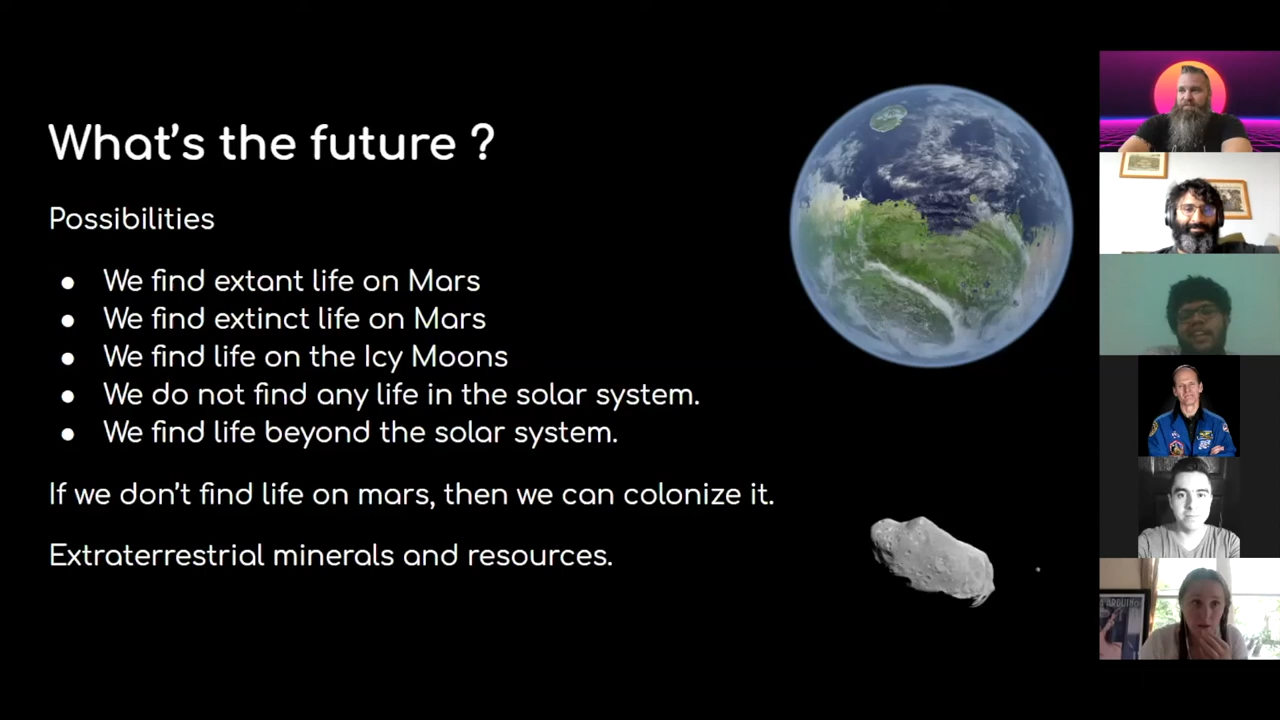 What's the future ?
Possibilities
● We find extant life on Mars
● We find extinct life on Mars
● We find life on the Icy Moons
● We do not find any life in the solar system.
● We find life beyond the solar system.
If we don't find life on mars, then we can colonize it.
Extraterrestrial minerals and resources.
ARDUINO